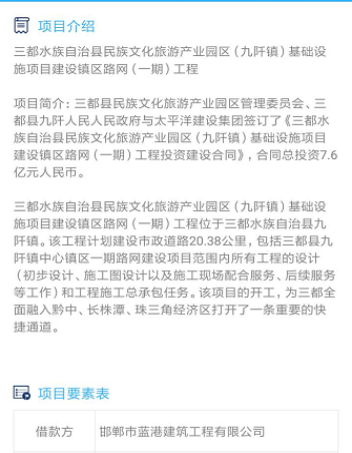 项目介绍
三都水族自治县民族文化旅游产业园区（九阡镇）基础设
施项目建设镇区路网（一期）工程
项目简介：三都县民族文化旅游产业园区管理委员会、三
都县九阡人民人民政府与太平洋建设集团签订了《三都水
族自治县民族文化旅游产业园区（九阡镇）基础设施项目
建设镇区路网（一期）工程投资建设合同》，合同总投资7.6
亿元人民币。
三都水族自治县民族文化旅游产业园区（九阡镇）基础设
施项目建设镇区路网（一期）工程位于三都水族自治县九
阡镇。该工程计划建设市政道路20.38公里，包括三都县九
阡镇中心镇区一期路网建设项目范围内所有工程的设计
（初步设计、施工图设计以及施工现场配合服务、后续服务
等工作）和工程施工总承包任务。该项目的开工，为三都全
面融入黔中、长株潭、珠三角经济区打开了一条重要的快
捷通道。
项目要素表
借款方 邯郸市蓝港建筑工程有限公司